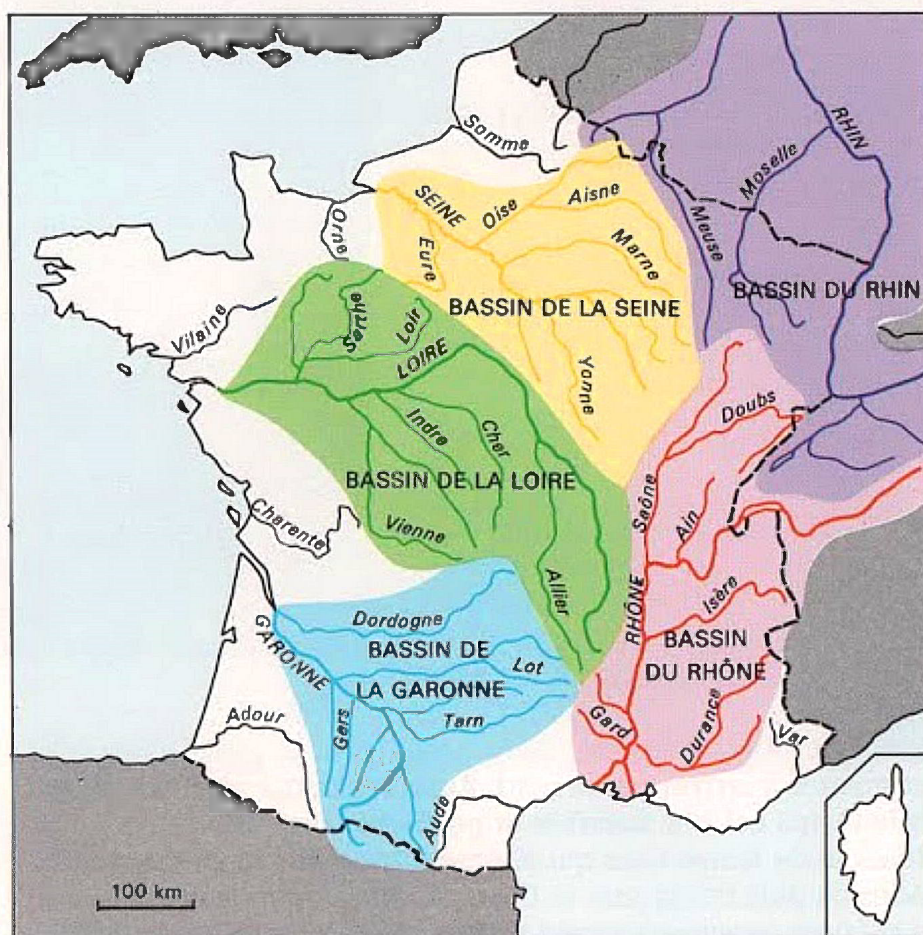 Somme
RHIN
Moselle
Meuse
SEINE
Oise
Aisne
Orne
Eure
Marne
BASSIN DE LA SEINE
BASSIN DU RHIN
Sarthe
Loir
Vilaine
LOIRE
Yonne
Doubs
Indre
Cher
BASSIN DE LA LOIRE
Saône
Ain
Charente
Vienne
Allier
RHÔNE
Isère
Dordogne
GARONNE
BASSIN DE
LA GARONNE
Lot
BASSIN
DU RHÔNE
Adour
Gers
Tarn
Gard
Durance
Var
Aude
100 km